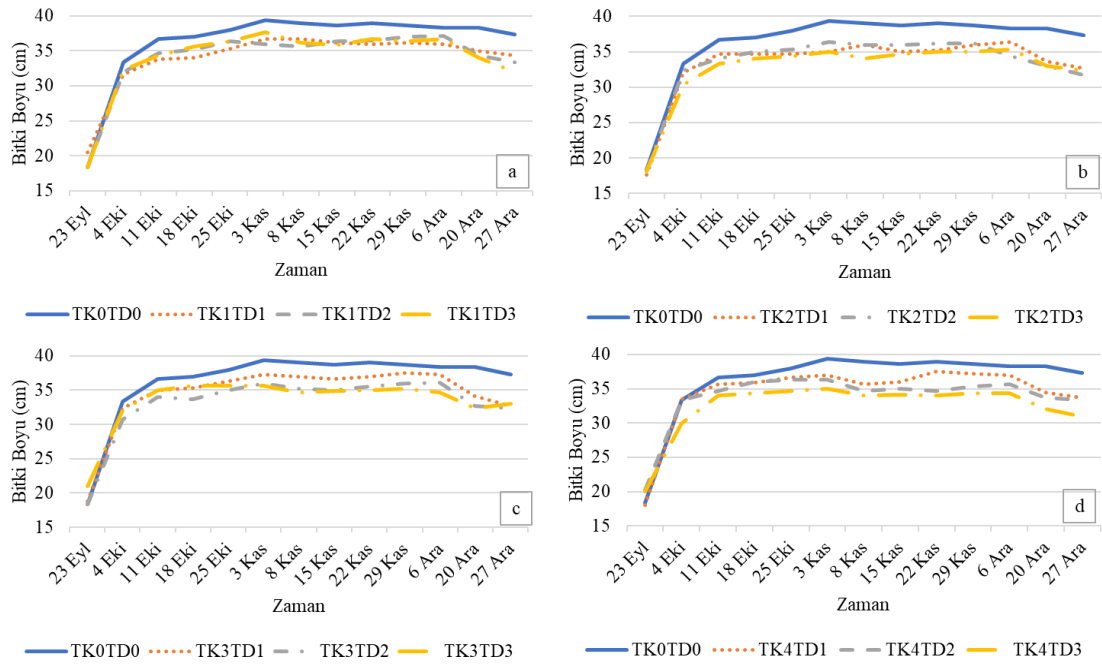 40
35
30
25
20
15
Bitki Boyu (cm)
a
23 Eyl
4 Eki
11 Eki
18 Eki
25 Eki
3 Kas
8 Kas
15 Kas
22 Kas
29 Kas
6 Ara
20 Ara
27 Ara
Zaman
TK0TD0 TK1TD1 TK1TD2 TK1TD3
40
35
30
25
20
15
Bitki Boyu (cm)
b
23 Eyl
4 Eki
11 Eki
18 Eki
25 Eki
3 Kas
8 Kas
15 Kas
22 Kas
29 Kas
6 Ara
20 Ara
27 Ara
Zaman
TK0TD0 TK2TD1 TK2TD2 TK2TD3
40
35
30
25
20
15
Bitki Boyu (cm)
c
23 Eyl
4 Eki
11 Eki
18 Eki
25 Eki
3 Kas
8 Kas
15 Kas
22 Kas
29 Kas
6 Ara
20 Ara
27 Ara
Zaman
TK0TD0 TK3TD1 TK3TD2 TK3TD3
40
35
30
25
20
15
Bitki Boyu (cm)
d
23 Eyl
4 Eki
11 Eki
18 Eki
25 Eki
3 Kas
8 Kas
15 Kas
22 Kas
29 Kas
6 Ara
20 Ara
27 Ara
Zaman
TK0TD0 TK4TD1 TK4TD2 TK4TD3